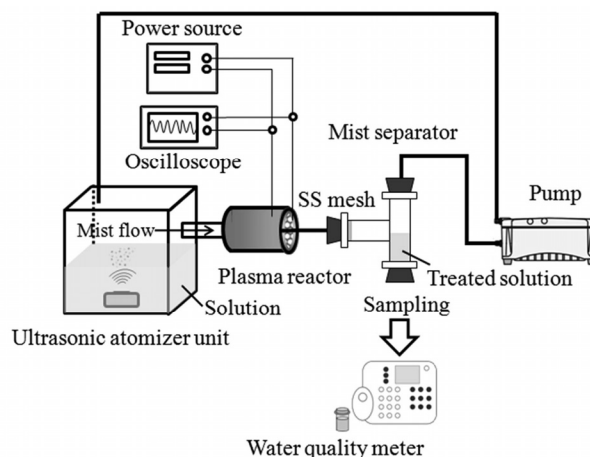 Power source
Oscilloscope
Mist separator
SS mesh
Pump
Mist flow
Plasma reactor
Treated solution
Solution
Sampling
Ultrasonic atomizer unit
Water quality meter